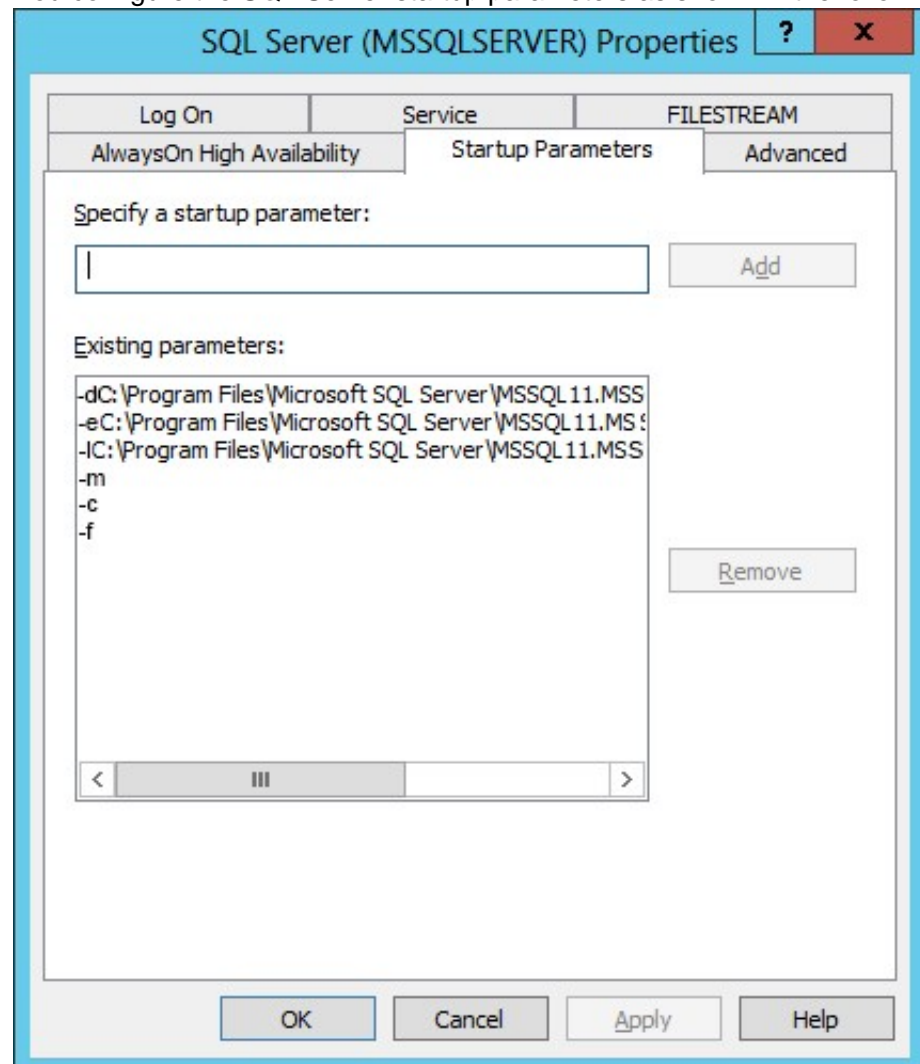 SQL Server (MSSQLSERVER) Properties ? x
Log On Service FILESTREAM
AlwaysOn High Availability Startup Parameters Advanced
Specify a startup parameter:
Add
Existing parameters:
-dC:\Program Files\Microsoft SQL Server\MSSQL11.MSS
-eC:\Program Files\Microsoft SQL Server\MSSQL11.MS
-lC:\Program Files\Microsoft SQL Server\MSSQL11.MSS
-m
-c
-f
Remove
OK Cancel Apply Help